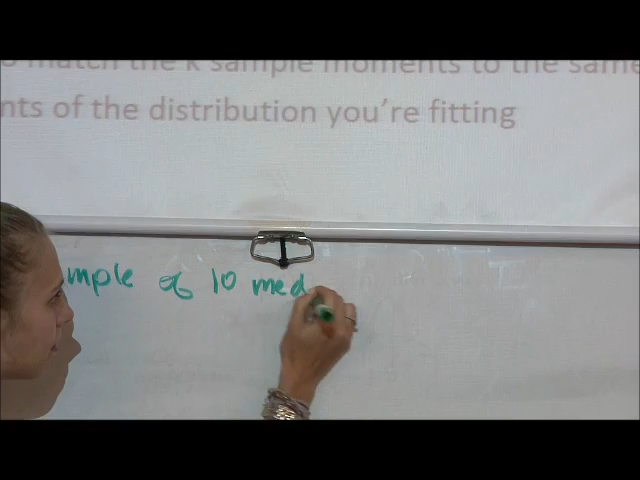 o match the k sample moments to the same
nts of the distribution you're fitting
mple of 10 med